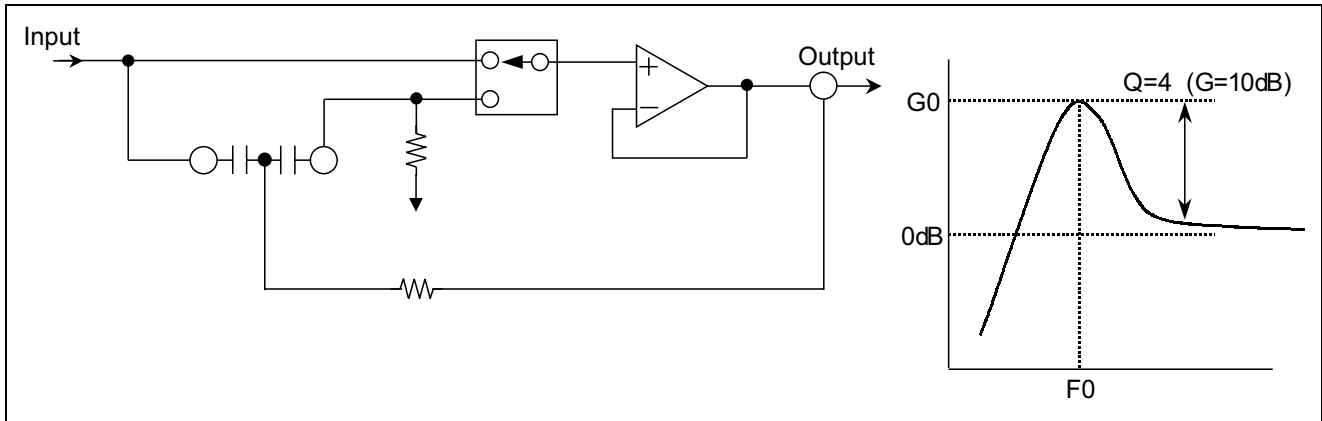 Input
+
−
Output
Q=4 (G=10dB)
G0
0dB
F0